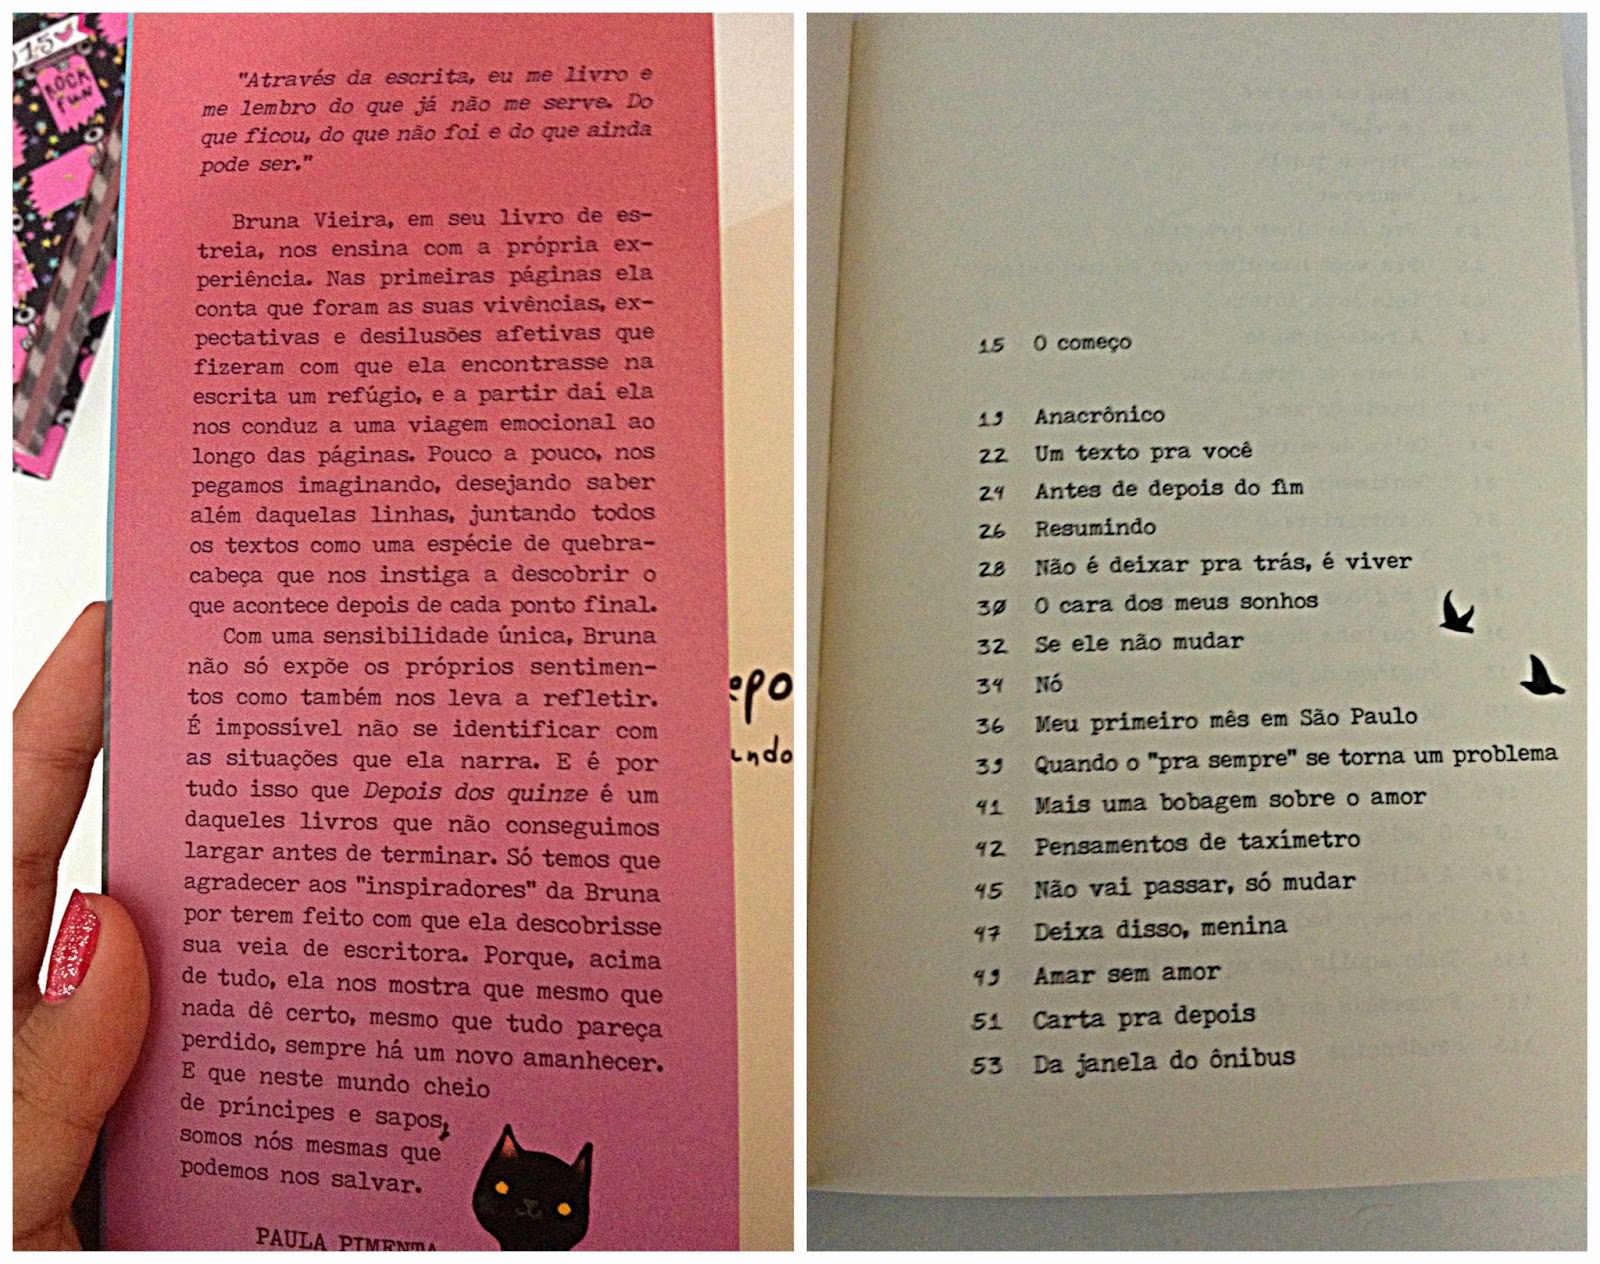 015
ROCK
FUN
"Através da escrita, eu me livro e
me lembro do que já não me serve. Do
que ficou, do que não foi e do que ainda
pode ser."
Bruna Vieira, em seu livro de es-
treia, nos ensina com a própria ex-
periência. Nas primeiras páginas ela
conta que foram as suas vivências, ex-
pectativas e desilusões afetivas que
fizeram com que ela encontrasse na
escrita um refúgio, e a partir daí ela
nos conduz a uma viagem emocional ao
longo das páginas. Pouco a pouco, nos
pegamos imaginando, desejando saber
além daquelas linhas, juntando todos
os textos como uma espécie de quebra-
cabeça que nos instiga a descobrir o
que acontece depois de cada ponto final.
Com uma sensibilidade única, Bruna
não só expõe os próprios sentimen-
tos como também nos leva a refletir.
É impossível não se identificar com
as situações que ela narra. E é por
tudo isso que Depois dos quinze é um
daqueles livros que não conseguimos
largar antes de terminar. Só temos que
agradecer aos "inspiradores" da Bruna
por terem feito com que ela descobrisse
sua veia de escritora. Porque, acima
de tudo, ela nos mostra que mesmo que
nada dê certo, mesmo que tudo pareça
perdido, sempre há um novo amanhecer.
E que neste mundo cheio
de príncipes e sapos,
somos nós mesmas que
podemos nos salvar.
PAULA PIMENTA
epo
ando
15 O começo
19 Anacrônico
22 Um texto pra você
24 Antes de depois do fim
26 Resumindo
28 Não é deixar pra trás, é viver
30 O cara dos meus sonhos
32 Se ele não mudar
34 Nó
36 Meu primeiro mês em São Paulo
39 Quando o "pra sempre" se torna um problema
41 Mais uma bobagem sobre o amor
42 Pensamentos de taxímetro
45 Não vai passar, só mudar
47 Deixa disso, menina
49 Amar sem amor
51 Carta pra depois
53 Da janela do ônibus